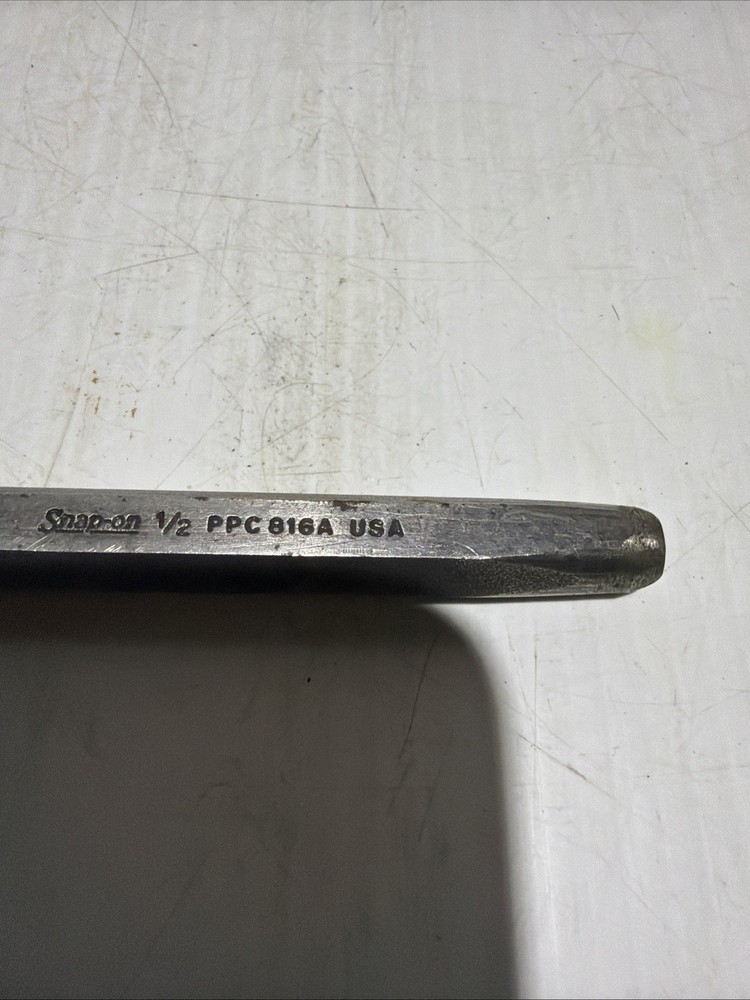 Snap-on 1/2 PPC 816A USA